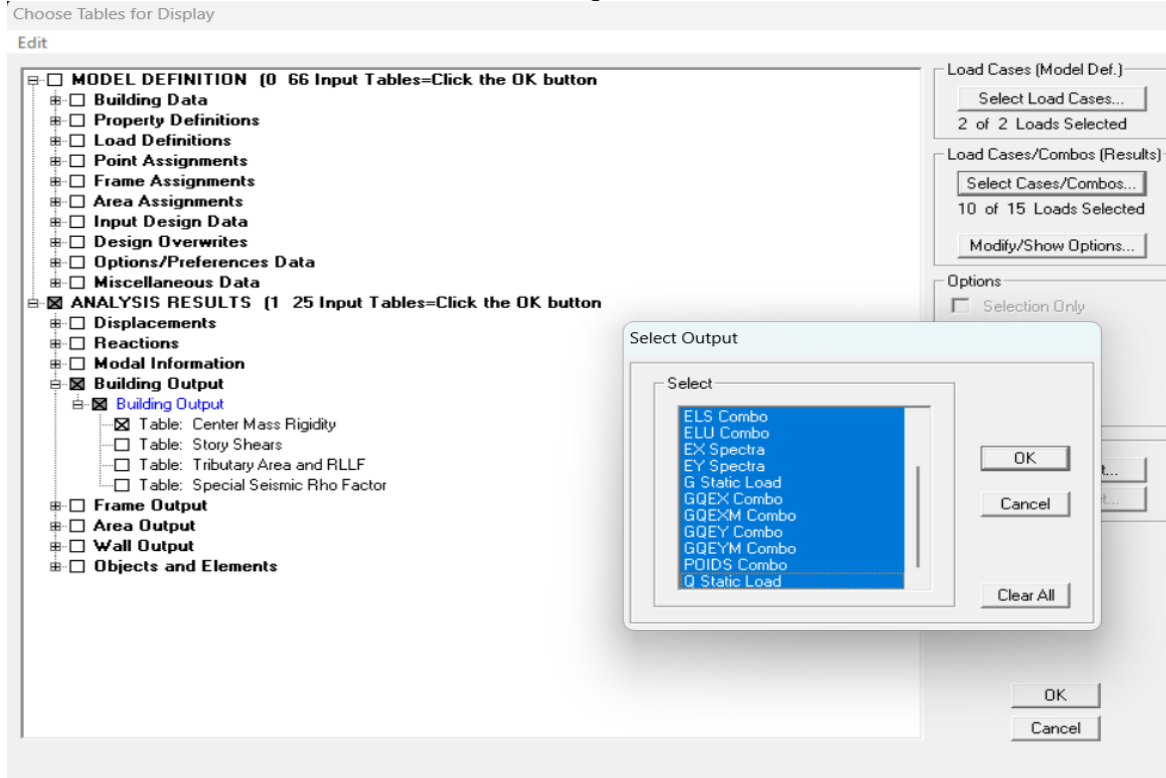 Choose Tables for Display
Edit
MODEL DEFINITION (0 66 Input Tables=Click the OK button
Building Data
Property Definitions
Load Definitions
Point Assignments
Frame Assignments
Area Assignments
Input Design Data
Design Overwrites
Options/Preferences Data
Miscellaneous Data
ANALYSIS RESULTS (1 25 Input Tables=Click the OK button
Displacements
Reactions
Modal Information
Building Output
Building Output
Table: Center Mass Rigidity
Table: Story Shears
Table: Tributary Area and RLLF
Table: Special Seismic Rho Factor
Frame Output
Area Output
Wall Output
Objects and Elements
Load Cases (Model Def.)
Select Load Cases...
2 of 2 Loads Selected
Load Cases/Combos (Results)
Select Cases/Combos...
10 of 15 Loads Selected
Modify/Show Options...
Options
Selection Only
Select Output
Select
ELS Combo
ELU Combo
EX Spectra
EY Spectra
G Static Load
GQEX Combo
GQEXM Combo
GQEY Combo
GQEYM Combo
POIDS Combo
Q Static Load
OK
Cancel
Clear All
t...
t...
OK
Cancel